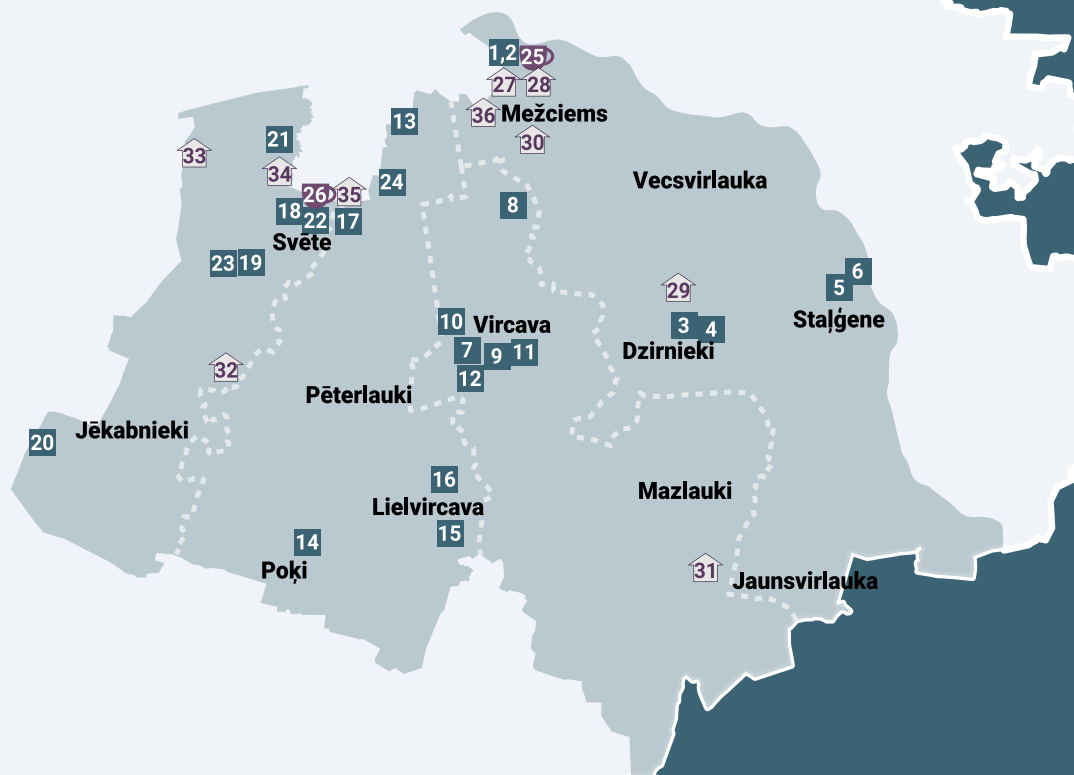 1,2 25
27 28
36 Mežciems
13
30
21
33
34
24
Vecsvirlauka
26 35
8
18 22 17
Svēte
23 19
6
5
29
Staļģene
10 Vircava
3 4
7 9 11
Dzirnieki
32
12
Pēterlauki
Jēkabnieki
20
16
Mazlauki
Lielvircava
15
14
Poķi
31
Jaunsvirlauka